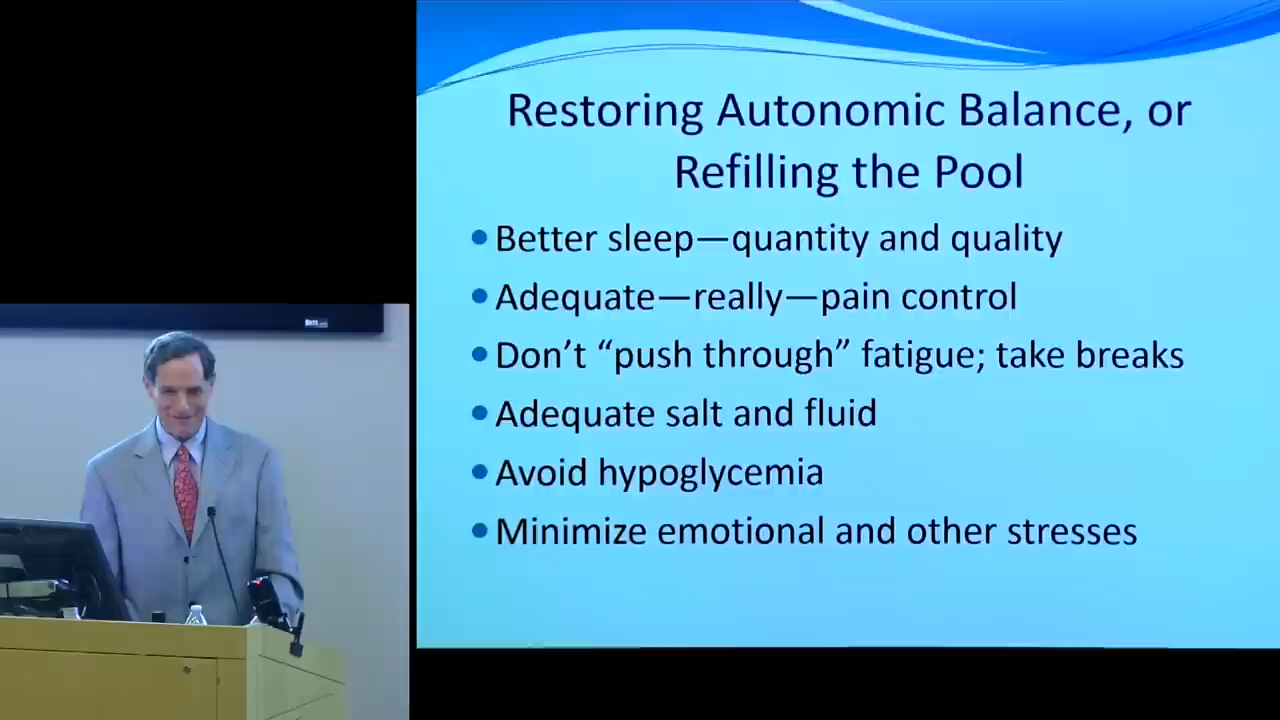 Restoring Autonomic Balance, or
Refilling the Pool
•Better sleep—quantity and quality
•Adequate—really—pain control
•Don’t “push through” fatigue; take breaks
•Adequate salt and fluid
•Avoid hypoglycemia
•Minimize emotional and other stresses